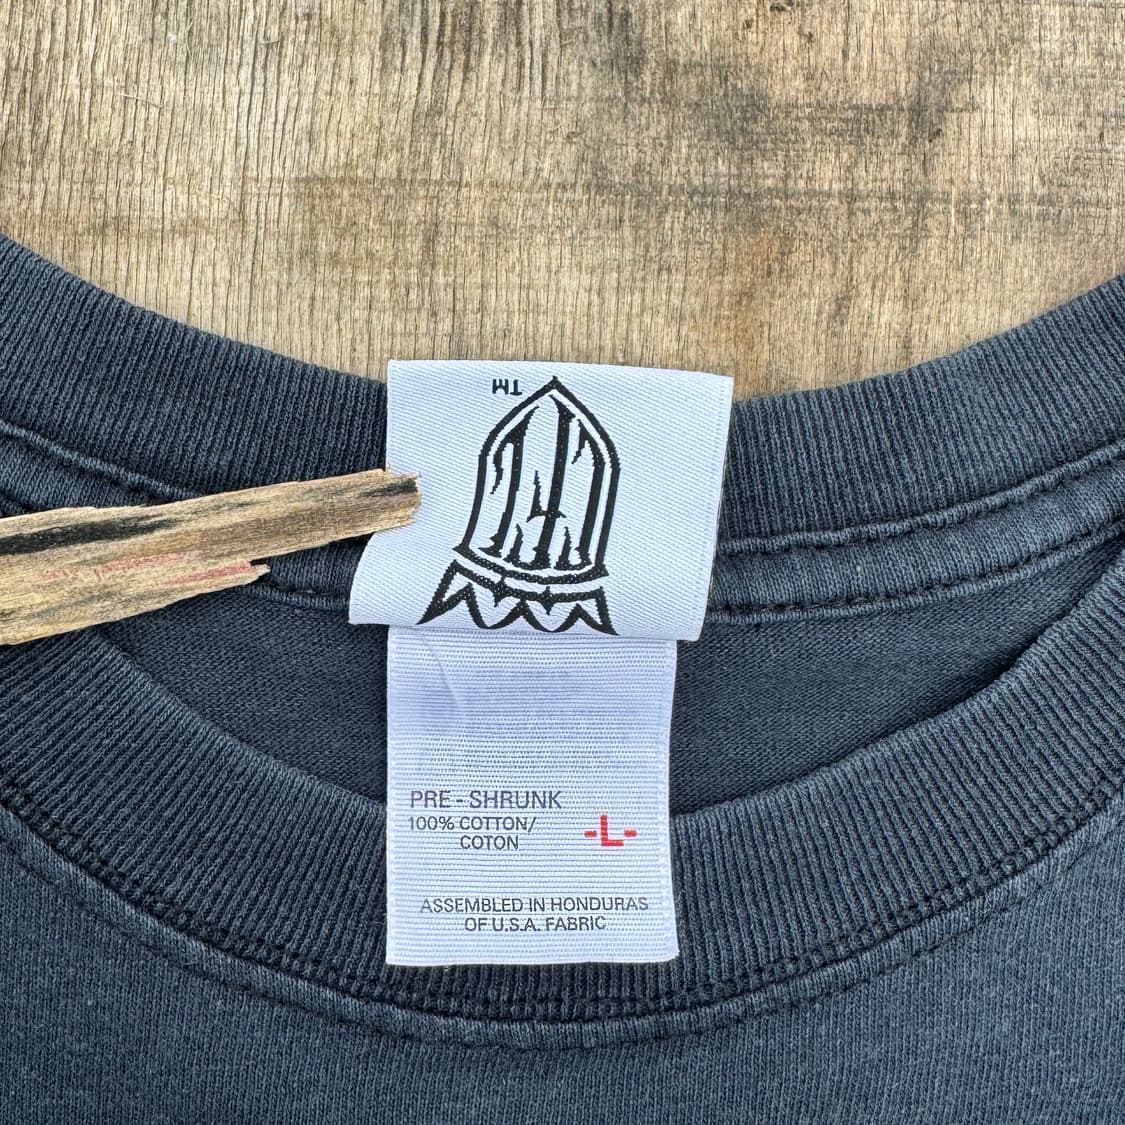 TM
PRE - SHRUNK
100% COTTON/
COTON
-L-
ASSEMBLED IN HONDURAS
OF U.S.A. FABRIC